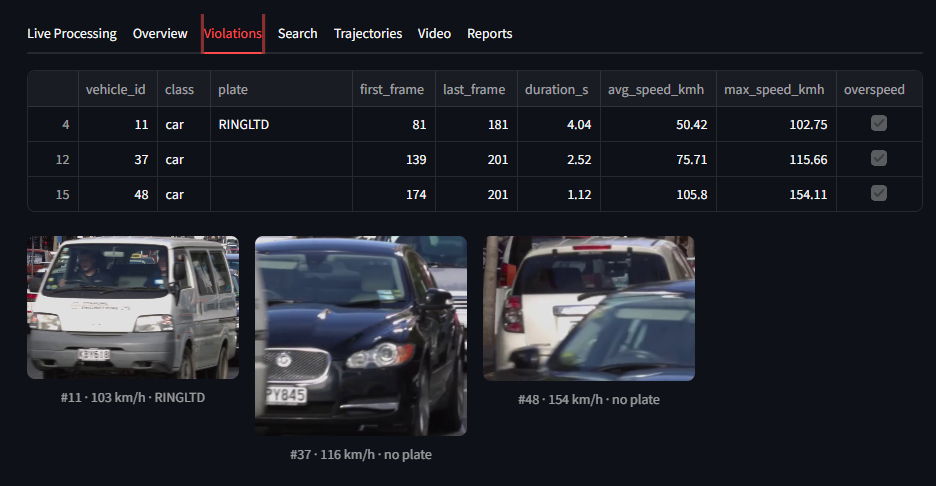 Live Processing Overview Violations Search Trajectories Video Reports
vehicle_id class plate first_frame last_frame duration_s avg_speed_kmh max_speed_kmh overspeed
4 11 car RINGLTD 81 181 4.04 50.42 102.75
12 37 car 139 201 2.52 75.71 115.66
15 48 car 174 201 1.12 105.8 154.11
KBY618
PY845
#11 · 103 km/h · RINGLTD
#48 · 154 km/h · no plate
#37 · 116 km/h · no plate